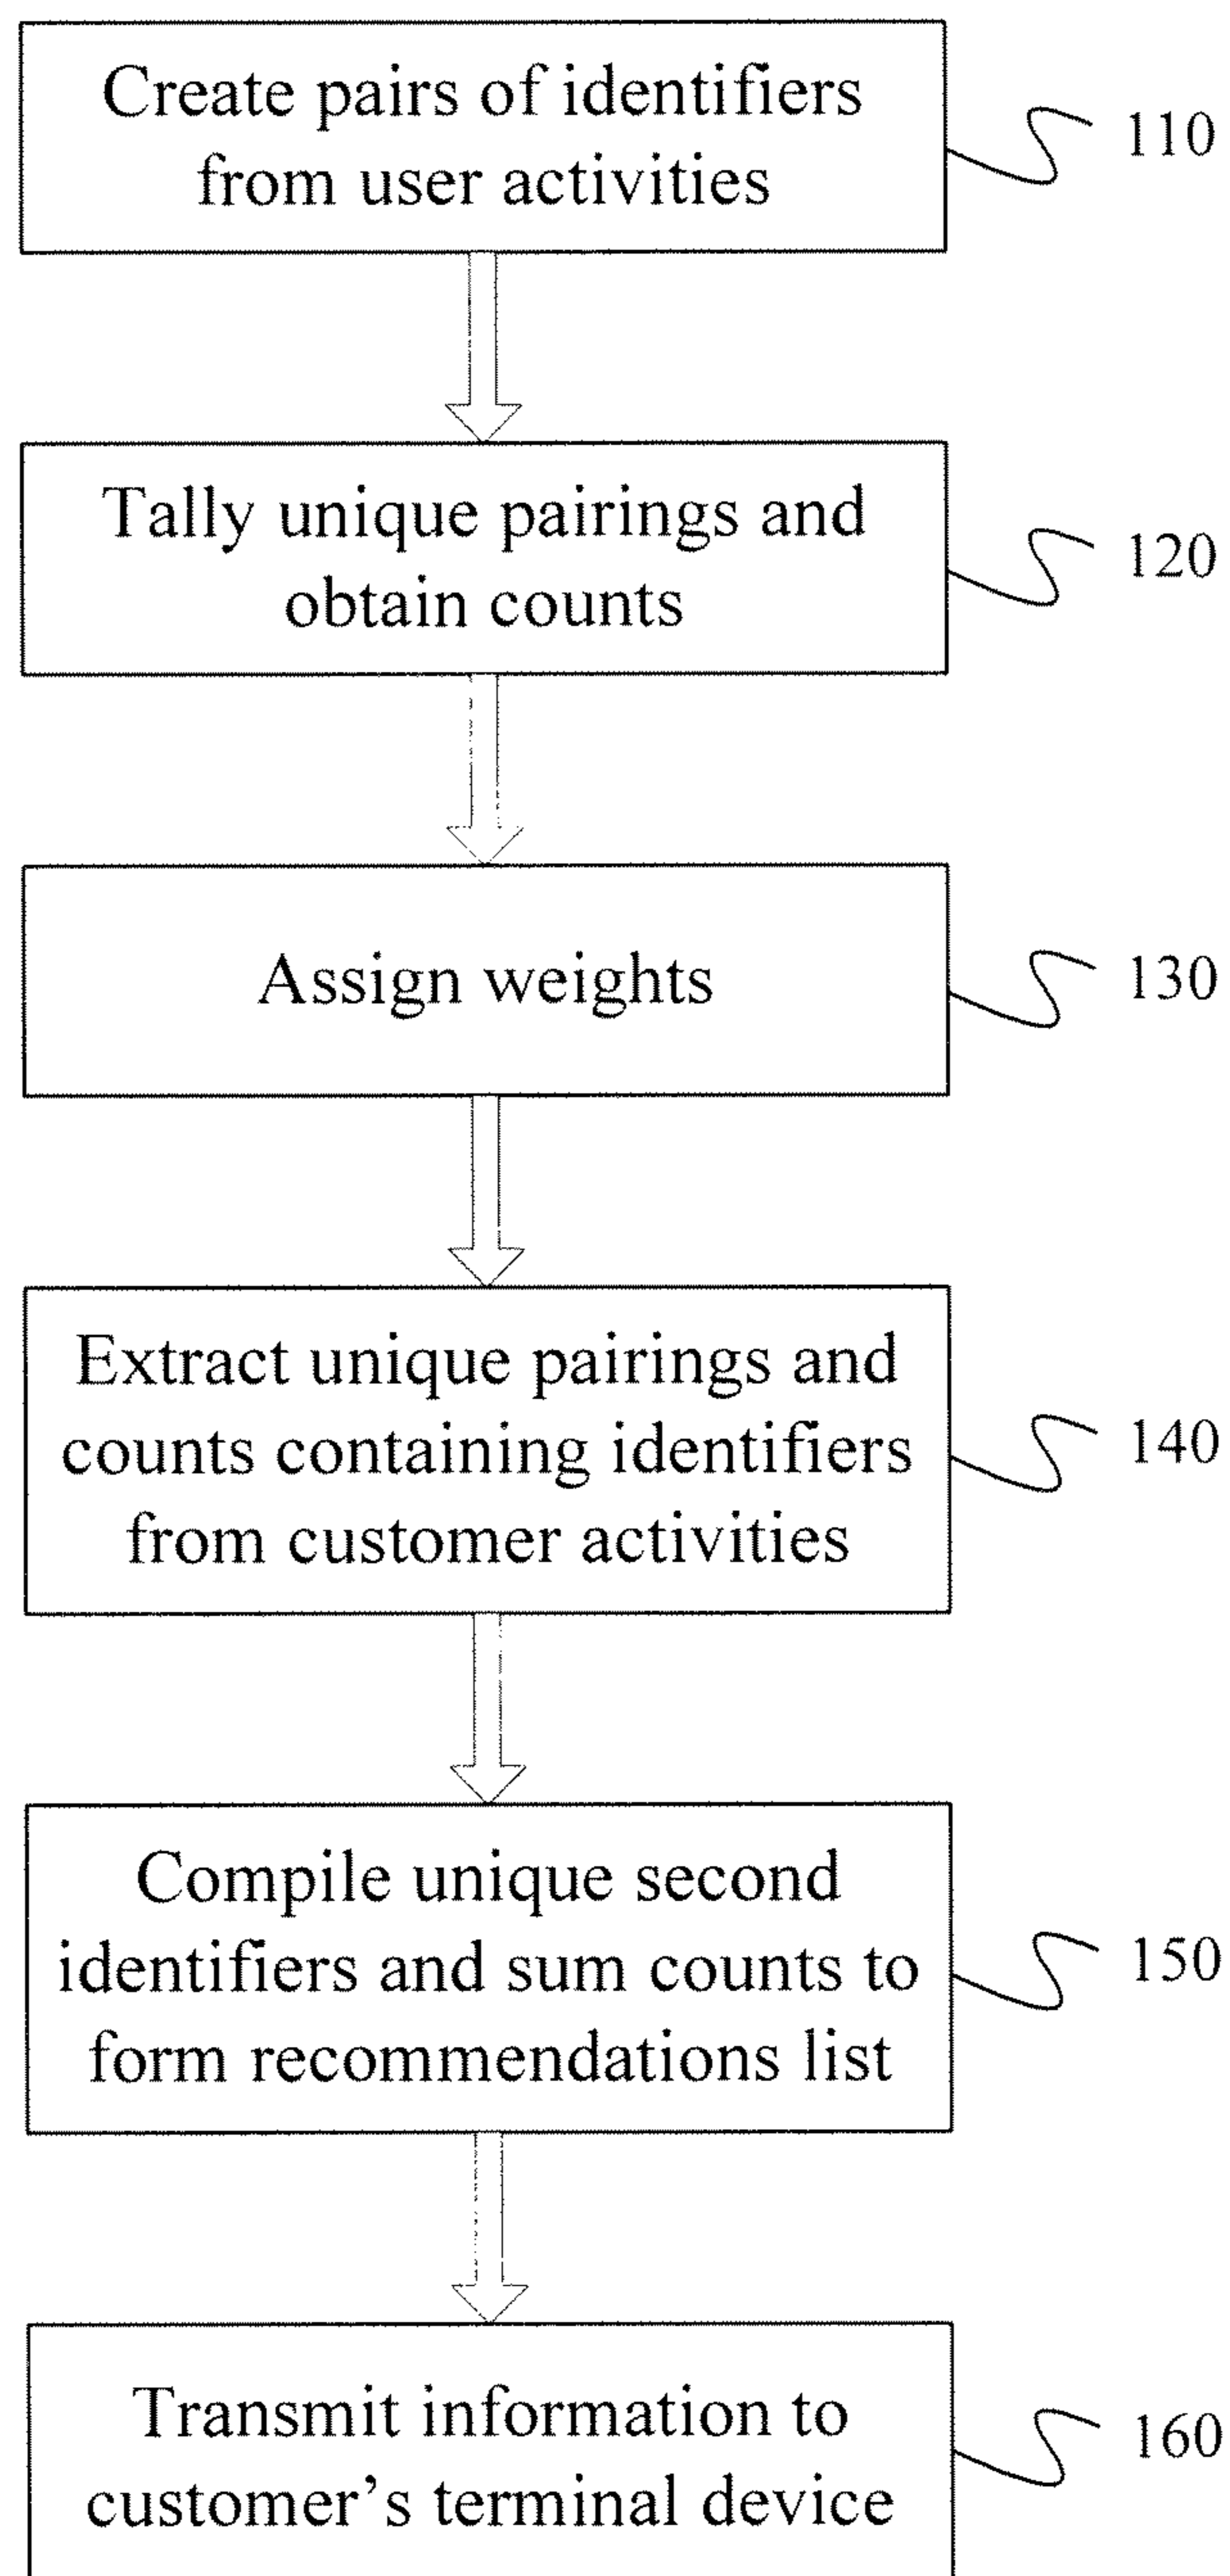 Create pairs of identifiers
from user activities
110
Tally unique pairings and
obtain counts
120
Assign weights
130
Extract unique pairings and
counts containing identifiers
from customer activities
140
Compile unique second
identifiers and sum counts to
form recommendations list
150
Transmit information to
customer’s terminal device
160